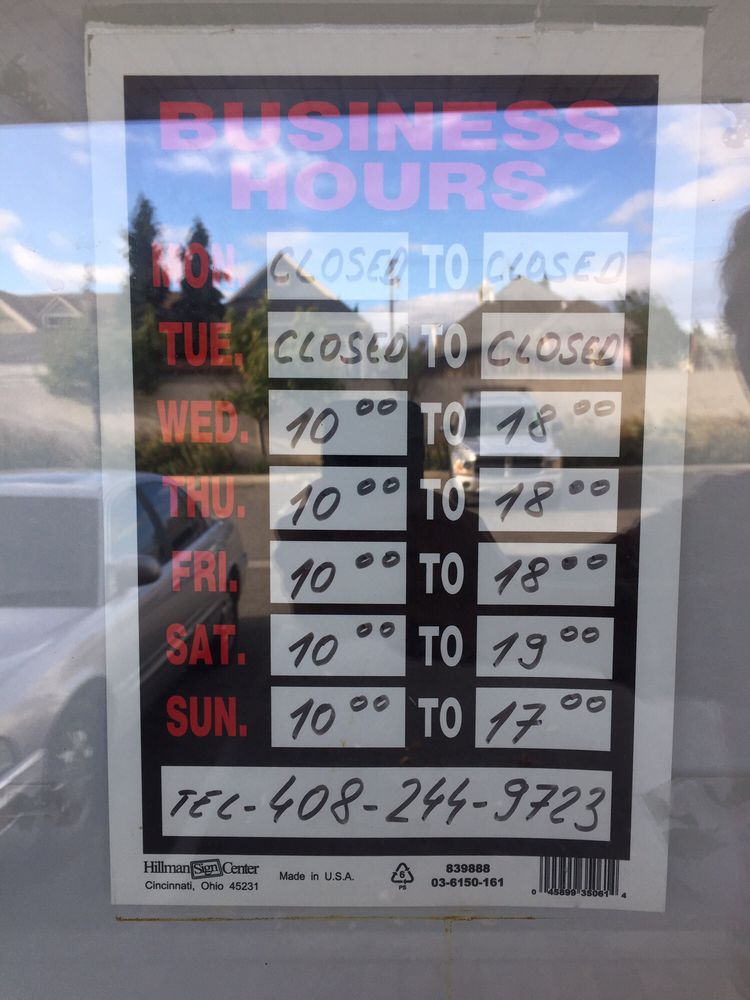 BUSINESS
HOURS
MON. CLOSED TO CLOSED
TUE. CLOSED TO CLOSED
WED. 10 00 TO 18 00
THU. 10 00 TO 18 00
FRI. 10 00 TO 18 00
SAT. 10 00 TO 19 00
SUN. 10 00 TO 17 00
TEL-408-244-9723
Hillman Sign Center
Cincinnati, Ohio 45231
Made in U.S.A.
6
PS
839888
03-6150-161
0 45899 35061 4